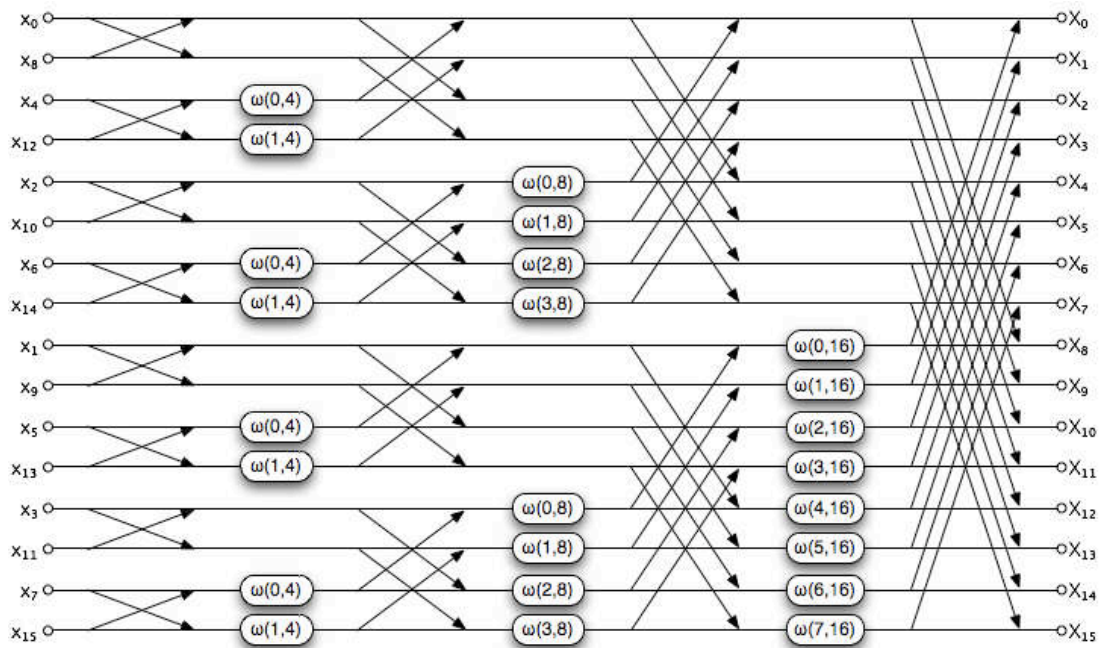 x₀ X₀
x₈ X₁
x₄ ω(0,4) X₂
x₁₂ ω(1,4) X₃
x₂ ω(0,8) X₄
x₁₀ ω(1,8) X₅
x₆ ω(0,4) ω(2,8) X₆
x₁₄ ω(1,4) ω(3,8) X₇
x₁ ω(0,16) X₈
x₉ ω(1,16) X₉
x₅ ω(0,4) ω(2,16) X₁₀
x₁₃ ω(1,4) ω(3,16) X₁₁
x₃ ω(0,8) ω(4,16) X₁₂
x₁₁ ω(1,8) ω(5,16) X₁₃
x₇ ω(0,4) ω(2,8) ω(6,16) X₁₄
x₁₅ ω(1,4) ω(3,8) ω(7,16) X₁₅